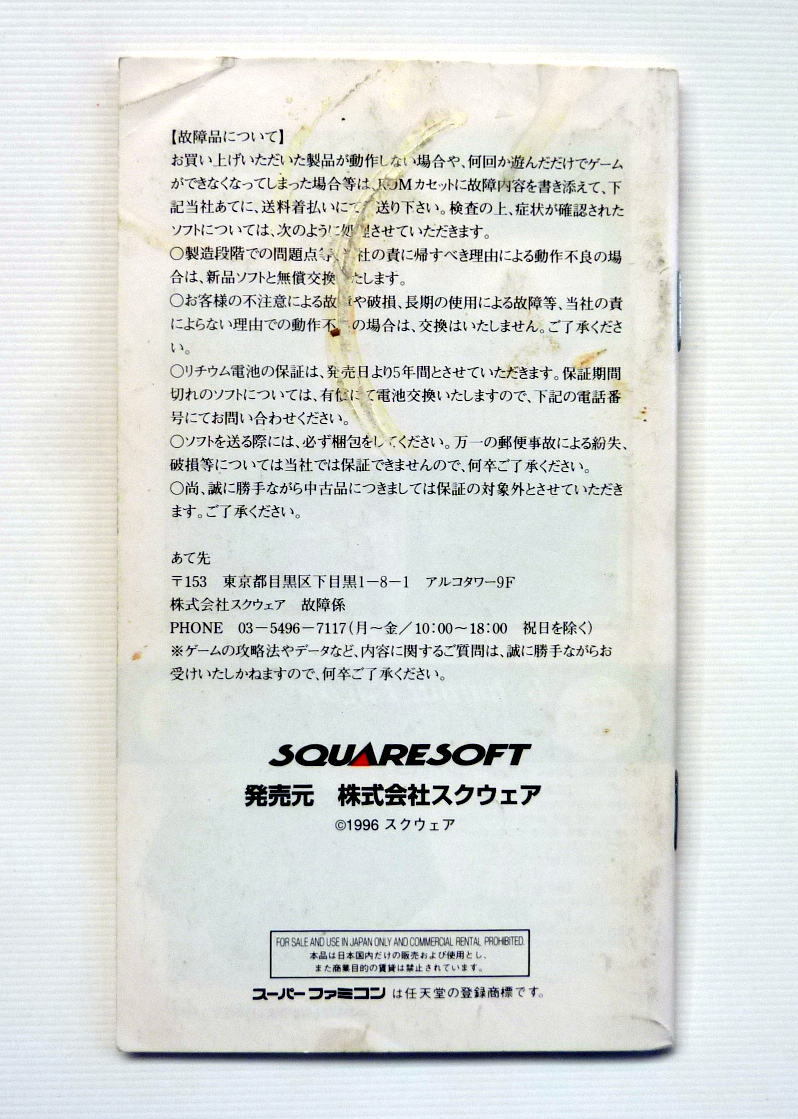 【故障品について】
お買い上げいただいた製品が動作しない場合や、何回か遊んだだけでゲーム
ができなくなってしまった場合等は、ROMカセットに故障内容を書き添えて、下
記当社あてに、送料着払いにて 送り下さい。検査の上、症状が確認された
ソフトについては、次のように処理させていただきます。
○製造段階での問題点等、 社の責に帰すべき理由による動作不良の場
合は、新品ソフトと無償交換 たします。
○お客様の不注意による故 や破損、長期の使用による故障等、当社の責
によらない理由での動作不 の場合は、交換はいたしません。ご了承くださ
い。
○リチウム電池の保証は、発売日より5年間とさせていただきます。保証期間
切れのソフトについては、有償にて電池交換いたしますので、下記の電話番
号にてお問い合わせください。
○ソフトを送る際には、必ず梱包をしてください。万一の郵便事故による紛失、
破損等については当社では保証できませんので、何卒ご了承ください。
○尚、誠に勝手ながら中古品につきましては保証の対象外とさせていただき
ます。ご了承ください。
あて先
〒153 東京都目黒区下目黒1－8－1 アルコタワー9F
株式会社スクウェア 故障係
PHONE 03－5496－7117（月～金／10：00～18：00 祝日を除く）
※ゲームの攻略法やデータなど、内容に関するご質問は、誠に勝手ながらお
受けいたしかねますので、何卒ご了承ください。
SQUARESOFT
発売元 株式会社スクウェア
©1996 スクウェア
FOR SALE AND USE IN JAPAN ONLY AND COMMERCIAL RENTAL PROHIBITED.
本品は日本国内だけの販売および使用とし、
また商業目的の賃貸は禁止されています。
スーパーファミコン は任天堂の登録商標です。